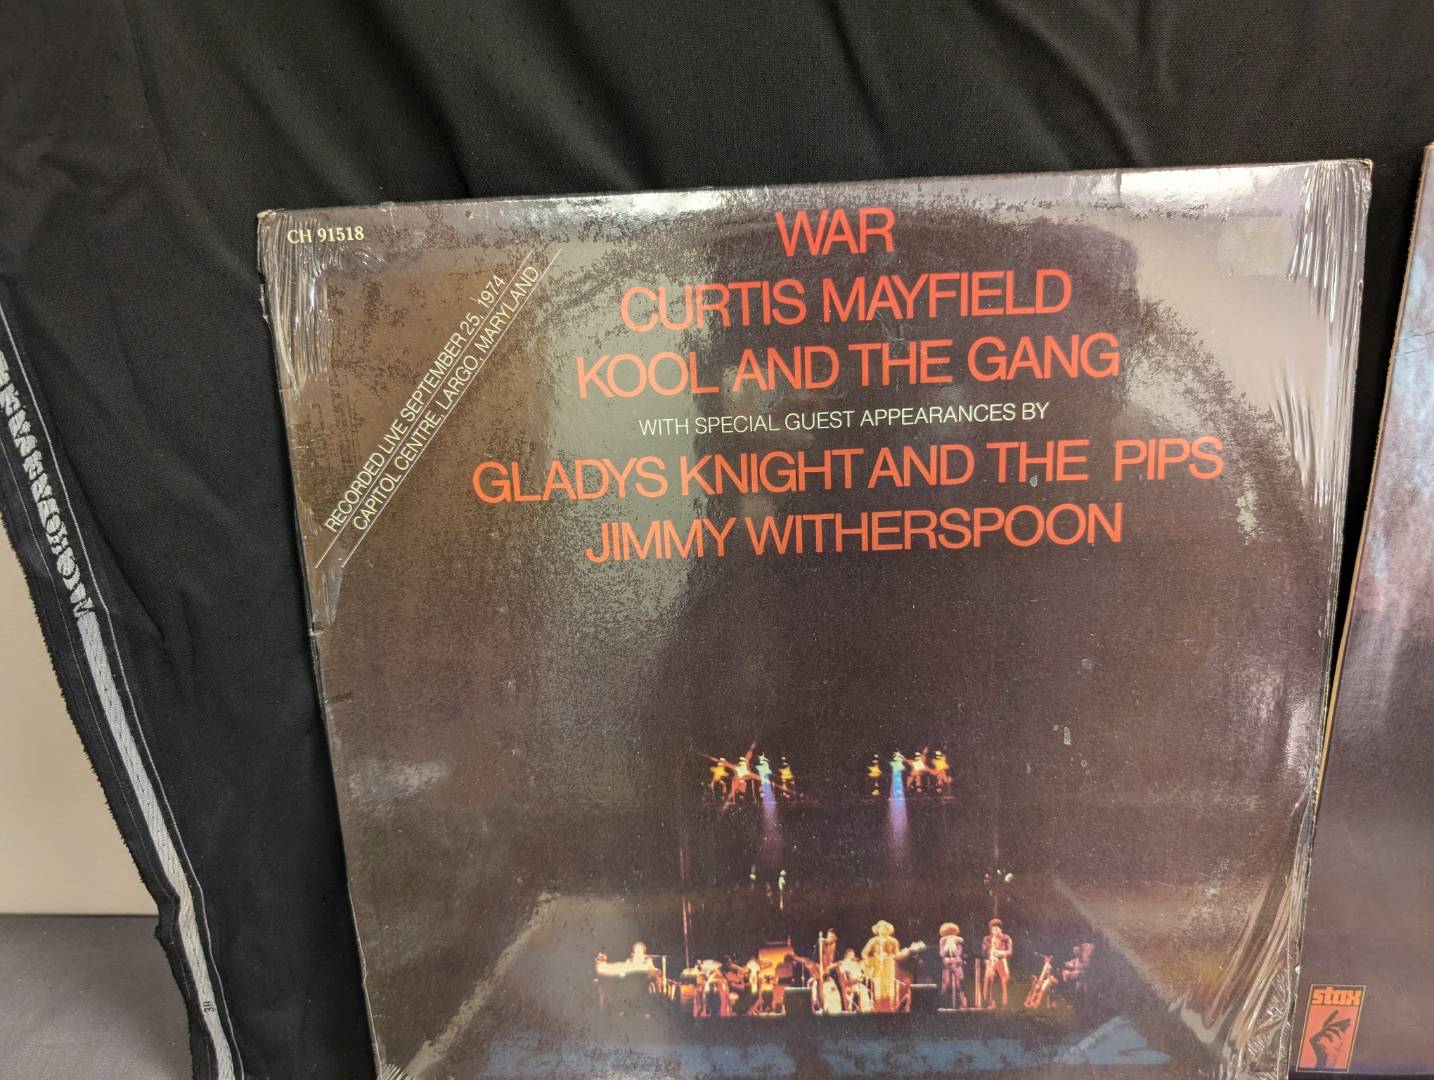 CH 91518
RECORDED LIVE SEPTEMBER 25, 1974
CAPITOL CENTRE, LARGO, MARYLAND
WAR
CURTIS MAYFIELD
KOOL AND THE GANG
WITH SPECIAL GUEST APPEARANCES BY
GLADYS KNIGHT AND THE PIPS
JIMMY WITHERSPOON
stax